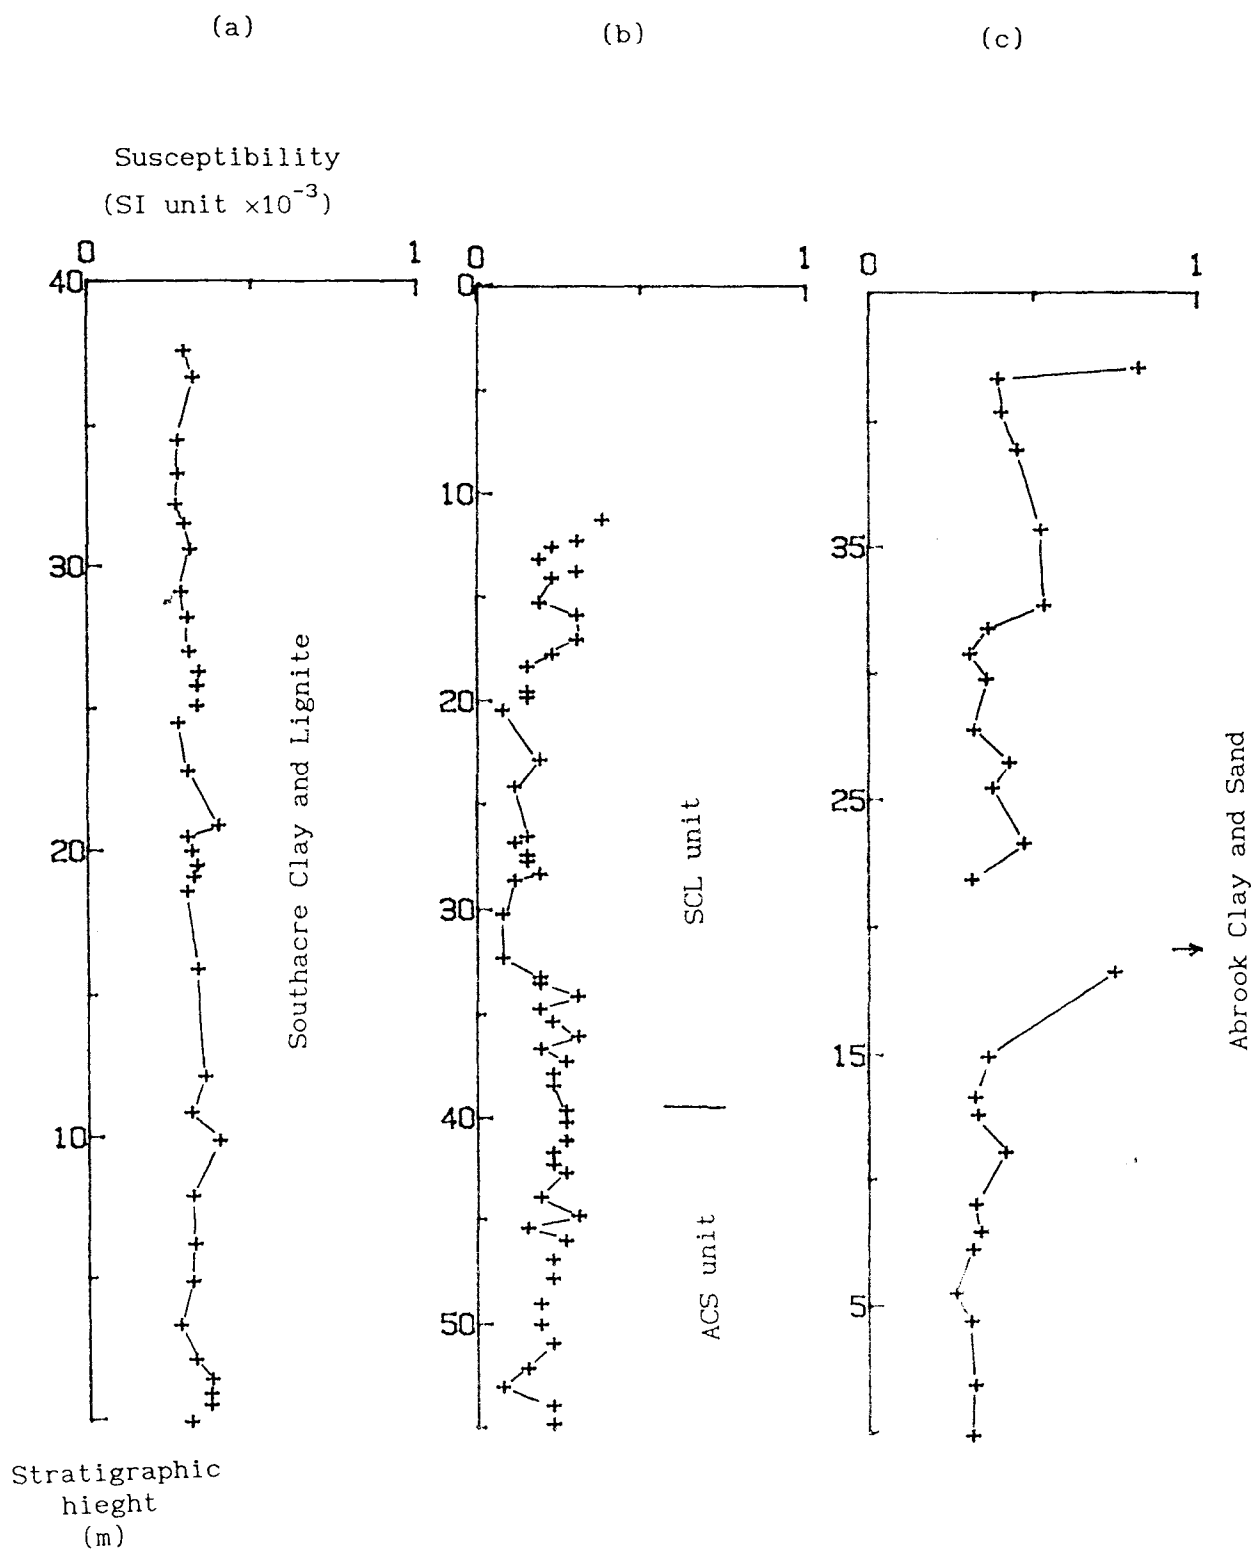 (a)
(b)
(c)
Susceptibility
(SI unit ×10⁻³)
0 1
0 1
0 1
40
30
20
10
Southacre Clay and Lignite
0
10
20
30
40
50
SCL unit
ACS unit
35
25
15
5
Abrook Clay and Sand
Stratigraphic
hieght
(m)